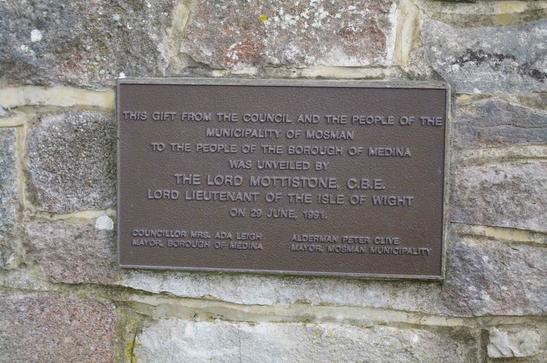 THIS GIFT FROM THE COUNCIL AND THE PEOPLE OF THE
MUNICIPALITY OF MOSMAN
TO THE PEOPLE OF THE BOROUGH OF MEDINA
WAS UNVEILED BY
THE LORD MOTTISTONE, C.B.E.
LORD LIEUTENANT OF THE ISLE OF WIGHT
ON 29 JUNE, 1991.
COUNCILLOR MRS. ADA LEIGH
MAYOR, BOROUGH OF MEDINA
ALDERMAN PETER CLIVE
MAYOR, MOSMAN MUNICIPALITY